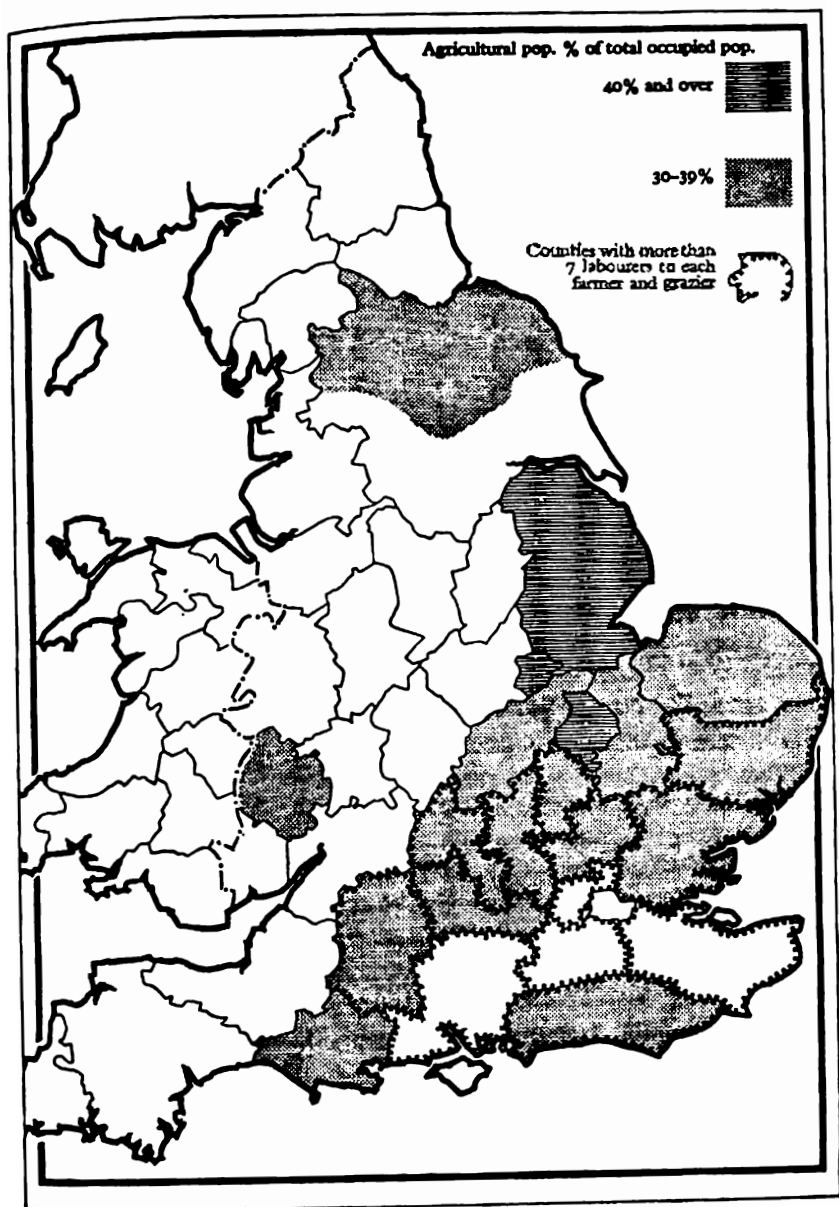 Agricultural pop. % of total occupied pop.
40% and over
30–39%
Counties with more than
7 labourers to each
farmer and grazier